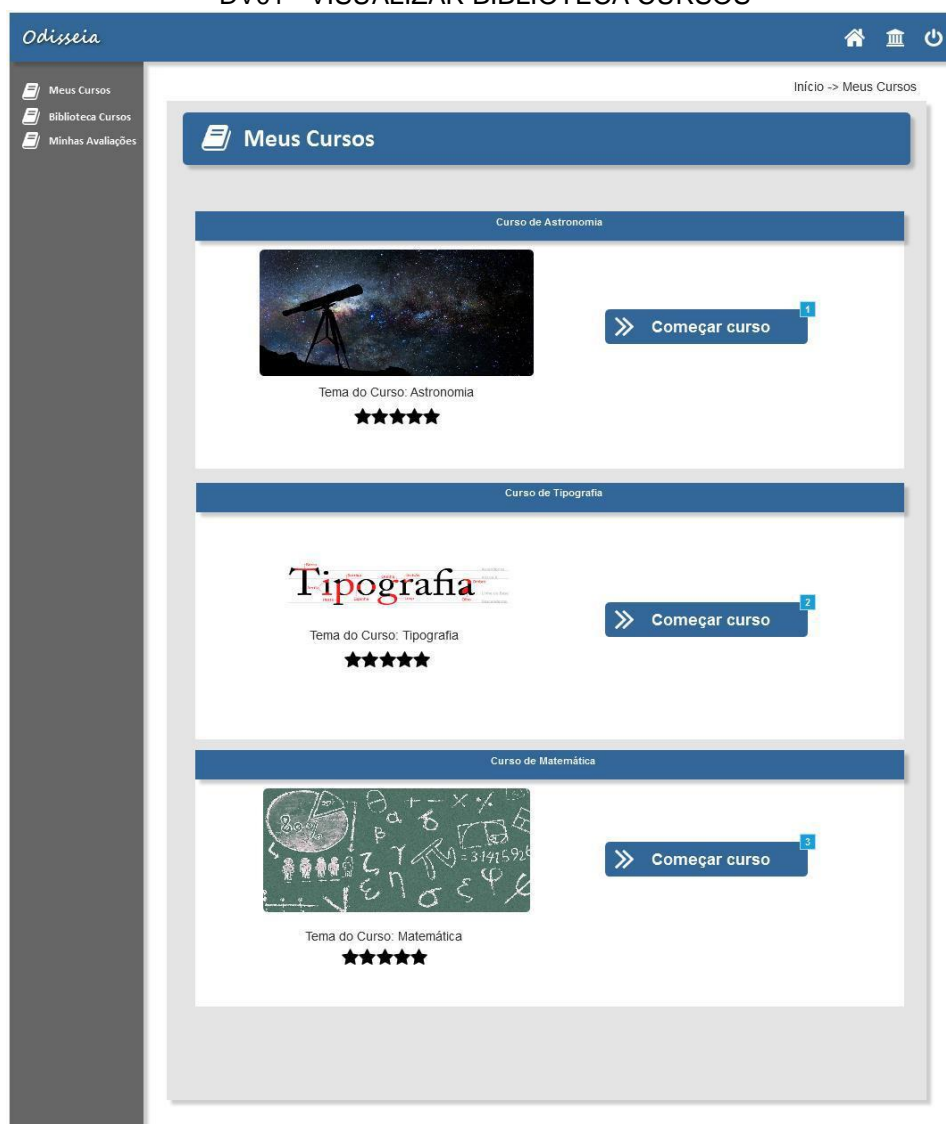 Odisseia
Meus Cursos
Biblioteca Cursos
Minhas Avaliações
Início -> Meus Cursos
Meus Cursos
Curso de Astronomia
1
Começar curso
Tema do Curso: Astronomia
Curso de Tipografia
Tipografia
2
Começar curso
Tema do Curso: Tipografia
Curso de Matemática
3
Começar curso
Tema do Curso: Matemática